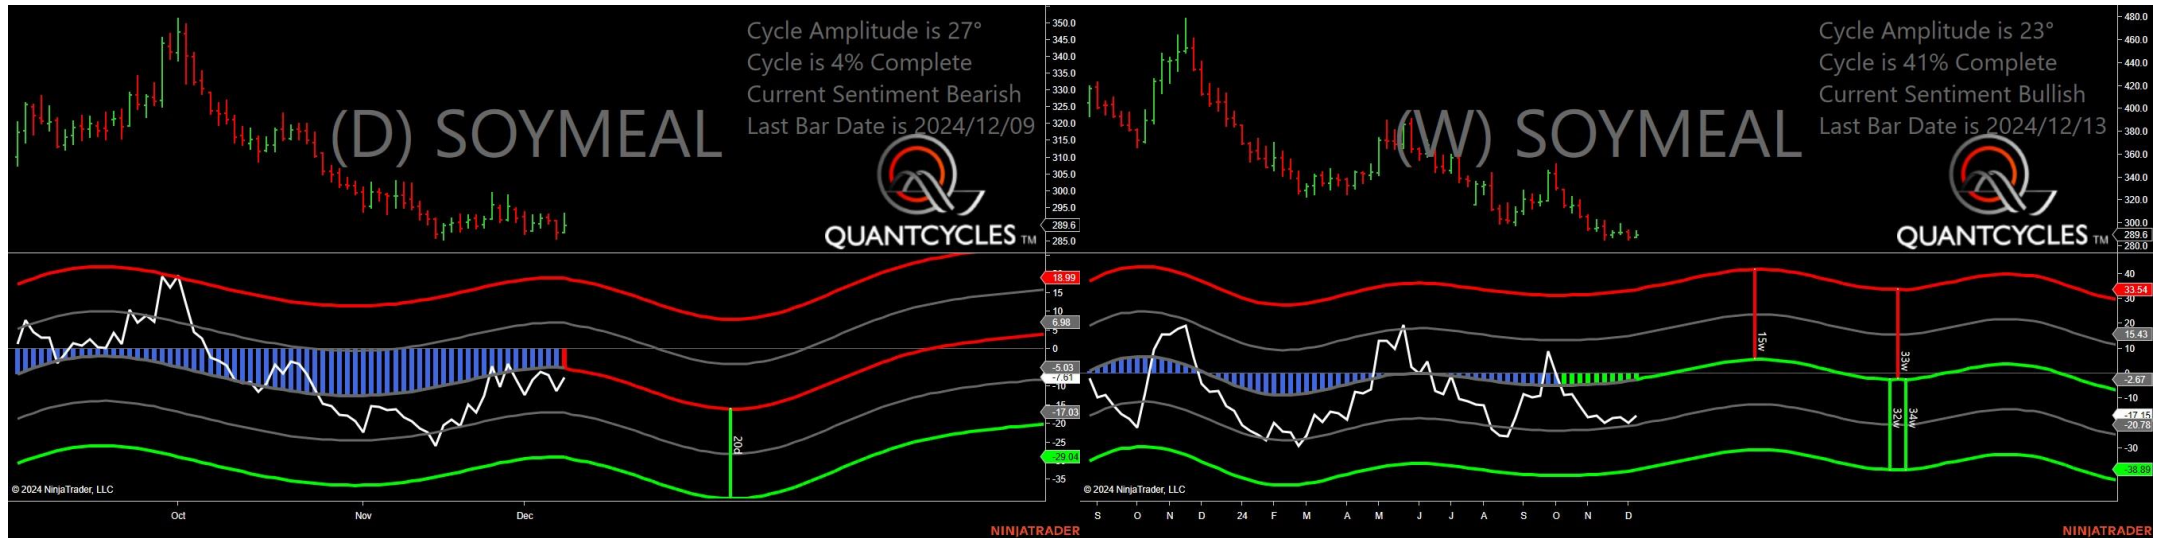 Cycle Amplitude is 27°
Cycle is 4% Complete
Current Sentiment Bearish
Last Bar Date is 2024/12/09
(D) SOYMEAL
QUANTCYCLES TM
350.0
345.0
340.0
335.0
330.0
325.0
320.0
315.0
310.0
305.0
300.0
295.0
289.6
285.0
18.99
15
6.98
5
0
-5.03
-7.61
-10
-15
-17.03
-20
-25
-29.04
-35
20d
© 2024 NinjaTrader, LLC
Oct
Nov
Dec
NINJATRADER
Cycle Amplitude is 23°
Cycle is 41% Complete
Current Sentiment Bullish
Last Bar Date is 2024/12/13
(W) SOYMEAL
QUANTCYCLES TM
480.0
460.0
440.0
420.0
400.0
380.0
360.0
340.0
320.0
300.0
289.6
280.0
40
33.54
30
20
15.43
10
0
-2.67
-10
-17.15
-20.78
-30
-38.89
15w
33w
32w
34w
© 2024 NinjaTrader, LLC
S O N D 24 F M A M J J A S O N D
NINJATRADER